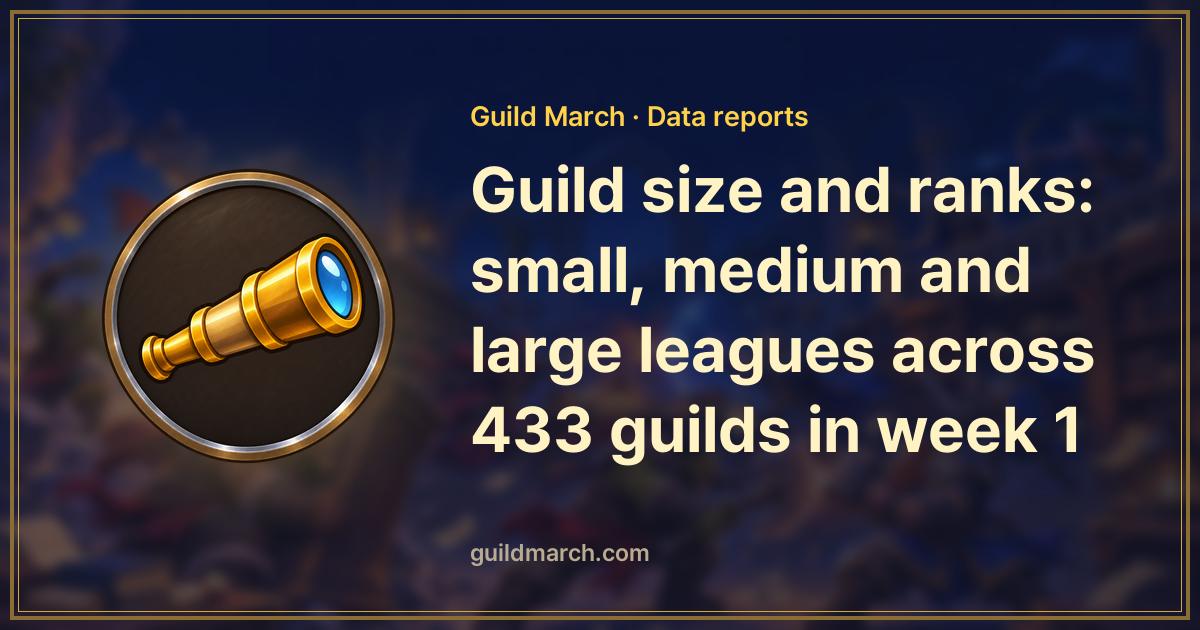 Guild March · Data reports
Guild size and ranks:
small, medium and
large leagues across
433 guilds in week 1
guildmarch.com